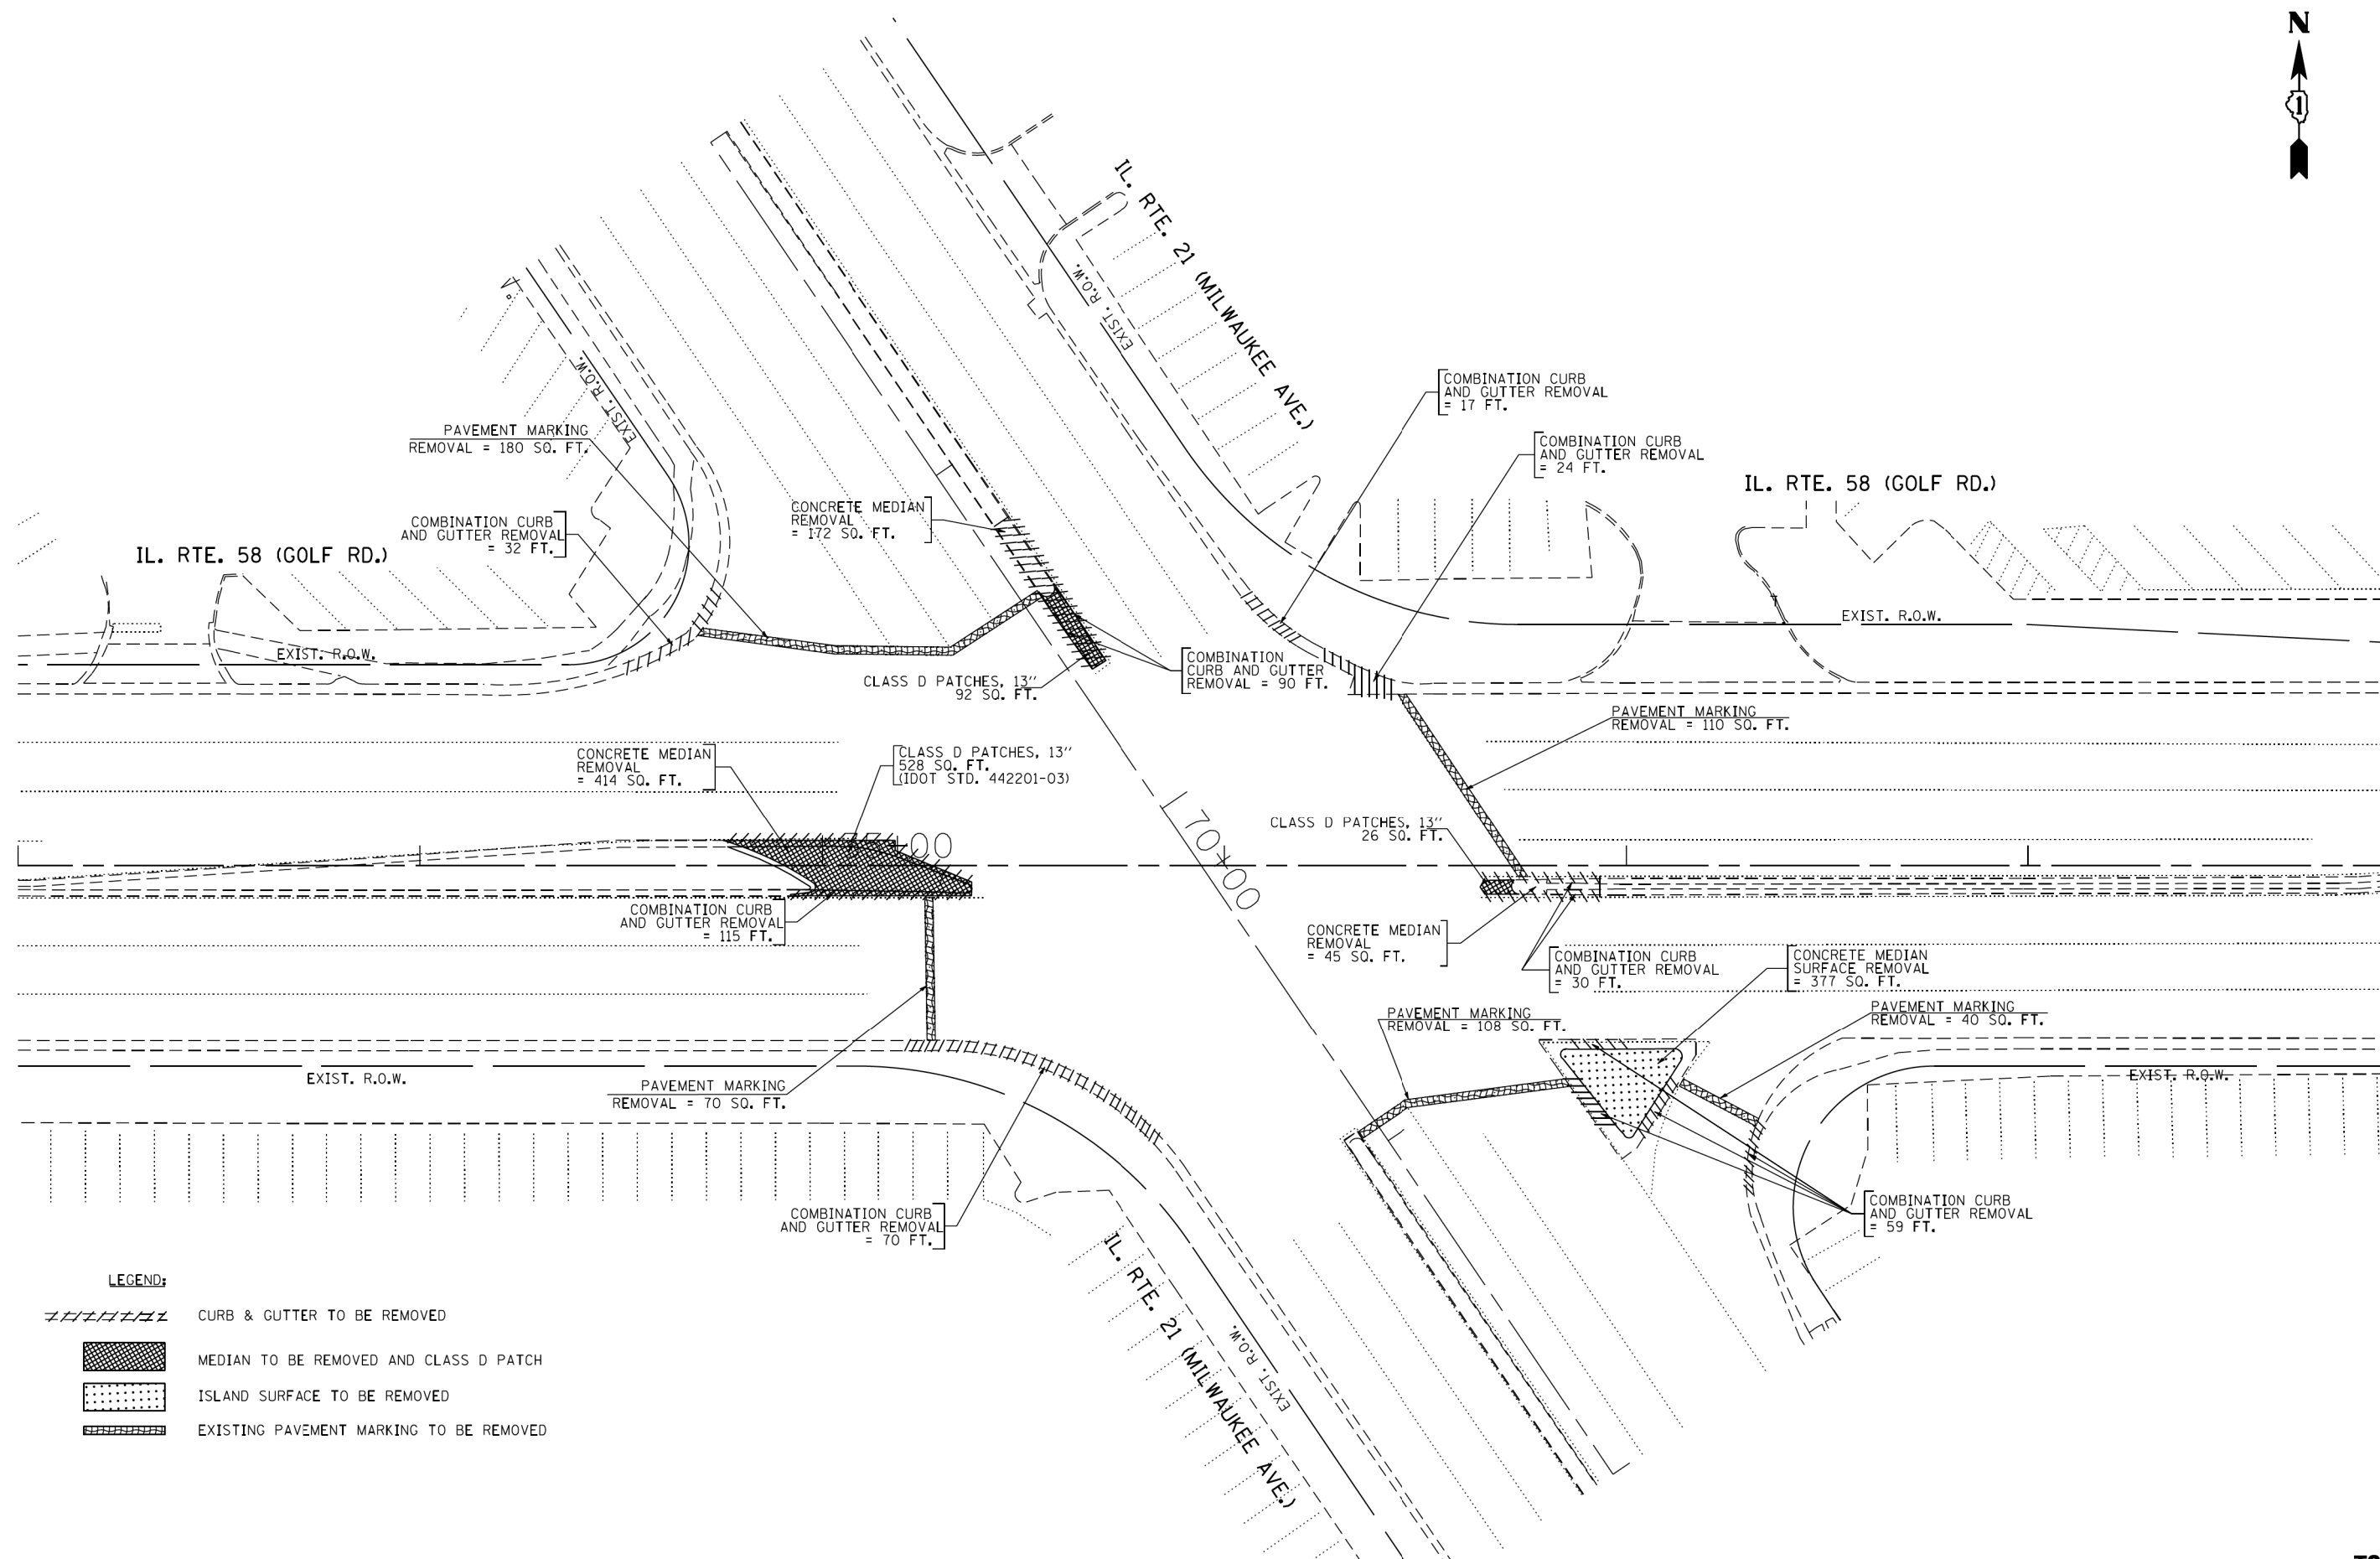 N
1
IL. RTE. 21 (MILWAUKEE AVE.)
EXIST. R.O.W.
EXIST. R.O.W.
COMBINATION CURB
AND GUTTER REMOVAL
= 17 FT.
PAVEMENT MARKING
REMOVAL = 180 SQ. FT.
COMBINATION CURB
AND GUTTER REMOVAL
= 24 FT.
IL. RTE. 58 (GOLF RD.)
CONCRETE MEDIAN
REMOVAL
= 172 SQ. FT.
COMBINATION CURB
AND GUTTER REMOVAL
= 32 FT.
IL. RTE. 58 (GOLF RD.)
EXIST. R.O.W.
EXIST. R.O.W.
COMBINATION
CURB AND GUTTER
REMOVAL = 90 FT.
CLASS D PATCHES, 13"
92 SQ. FT.
PAVEMENT MARKING
REMOVAL = 110 SQ. FT.
CONCRETE MEDIAN
REMOVAL
= 414 SQ. FT.
CLASS D PATCHES, 13"
528 SQ. FT.
(IDOT STD. 442201-03)
CLASS D PATCHES, 13"
26 SQ. FT.
170+00
COMBINATION CURB
AND GUTTER REMOVAL
= 115 FT.
CONCRETE MEDIAN
REMOVAL
= 45 SQ. FT.
COMBINATION CURB
AND GUTTER REMOVAL
= 30 FT.
CONCRETE MEDIAN
SURFACE REMOVAL
= 377 SQ. FT.
PAVEMENT MARKING
REMOVAL = 108 SQ. FT.
PAVEMENT MARKING
REMOVAL = 40 SQ. FT.
EXIST. R.O.W.
EXIST. R.O.W.
PAVEMENT MARKING
REMOVAL = 70 SQ. FT.
COMBINATION CURB
AND GUTTER REMOVAL
= 70 FT.
COMBINATION CURB
AND GUTTER REMOVAL
= 59 FT.
IL. RTE. 21 (MILWAUKEE AVE.)
EXIST. R.O.W.
LEGEND:
CURB & GUTTER TO BE REMOVED
MEDIAN TO BE REMOVED AND CLASS D PATCH
ISLAND SURFACE TO BE REMOVED
EXISTING PAVEMENT MARKING TO BE REMOVED